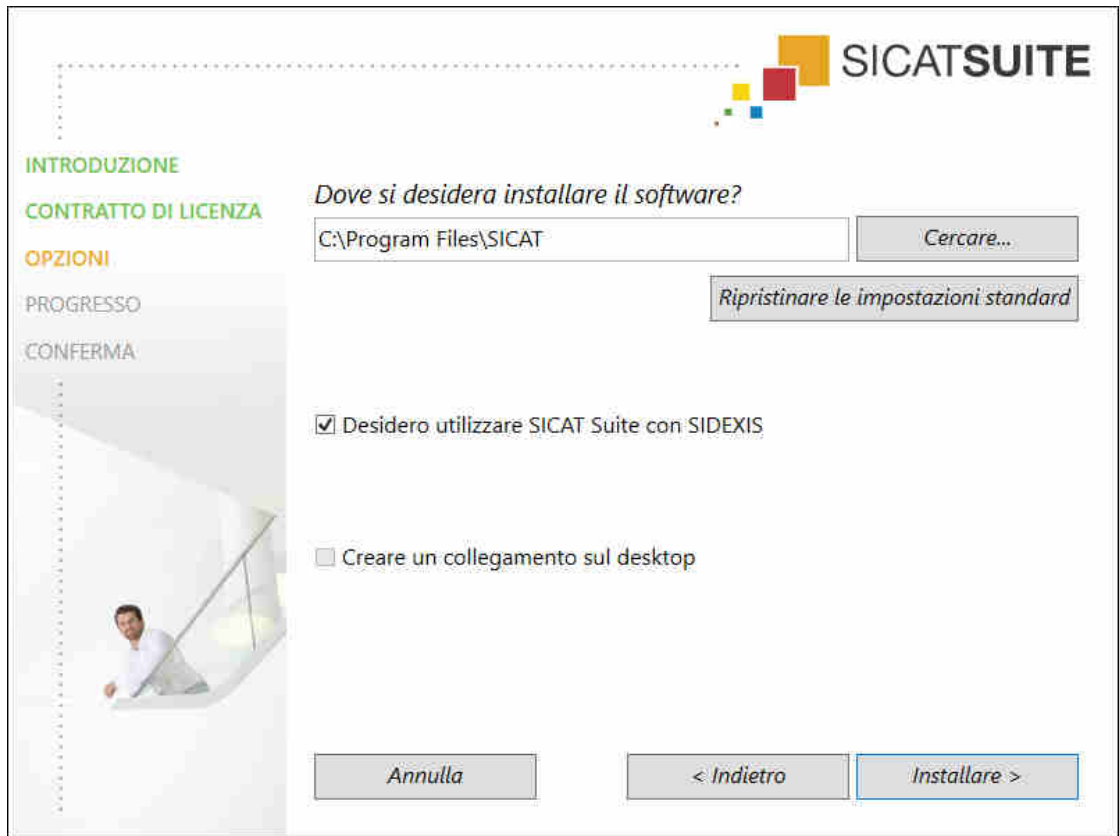 SICATSUITE
INTRODUZIONE
CONTRATTO DI LICENZA
OPZIONI
PROGRESSO
CONFERMA
Dove si desidera installare il software?
C:\Program Files\SICAT
Cercare...
Ripristinare le impostazioni standard
Desidero utilizzare SICAT Suite con SIDEXIS
Creare un collegamento sul desktop
Annulla
< Indietro
Installare >